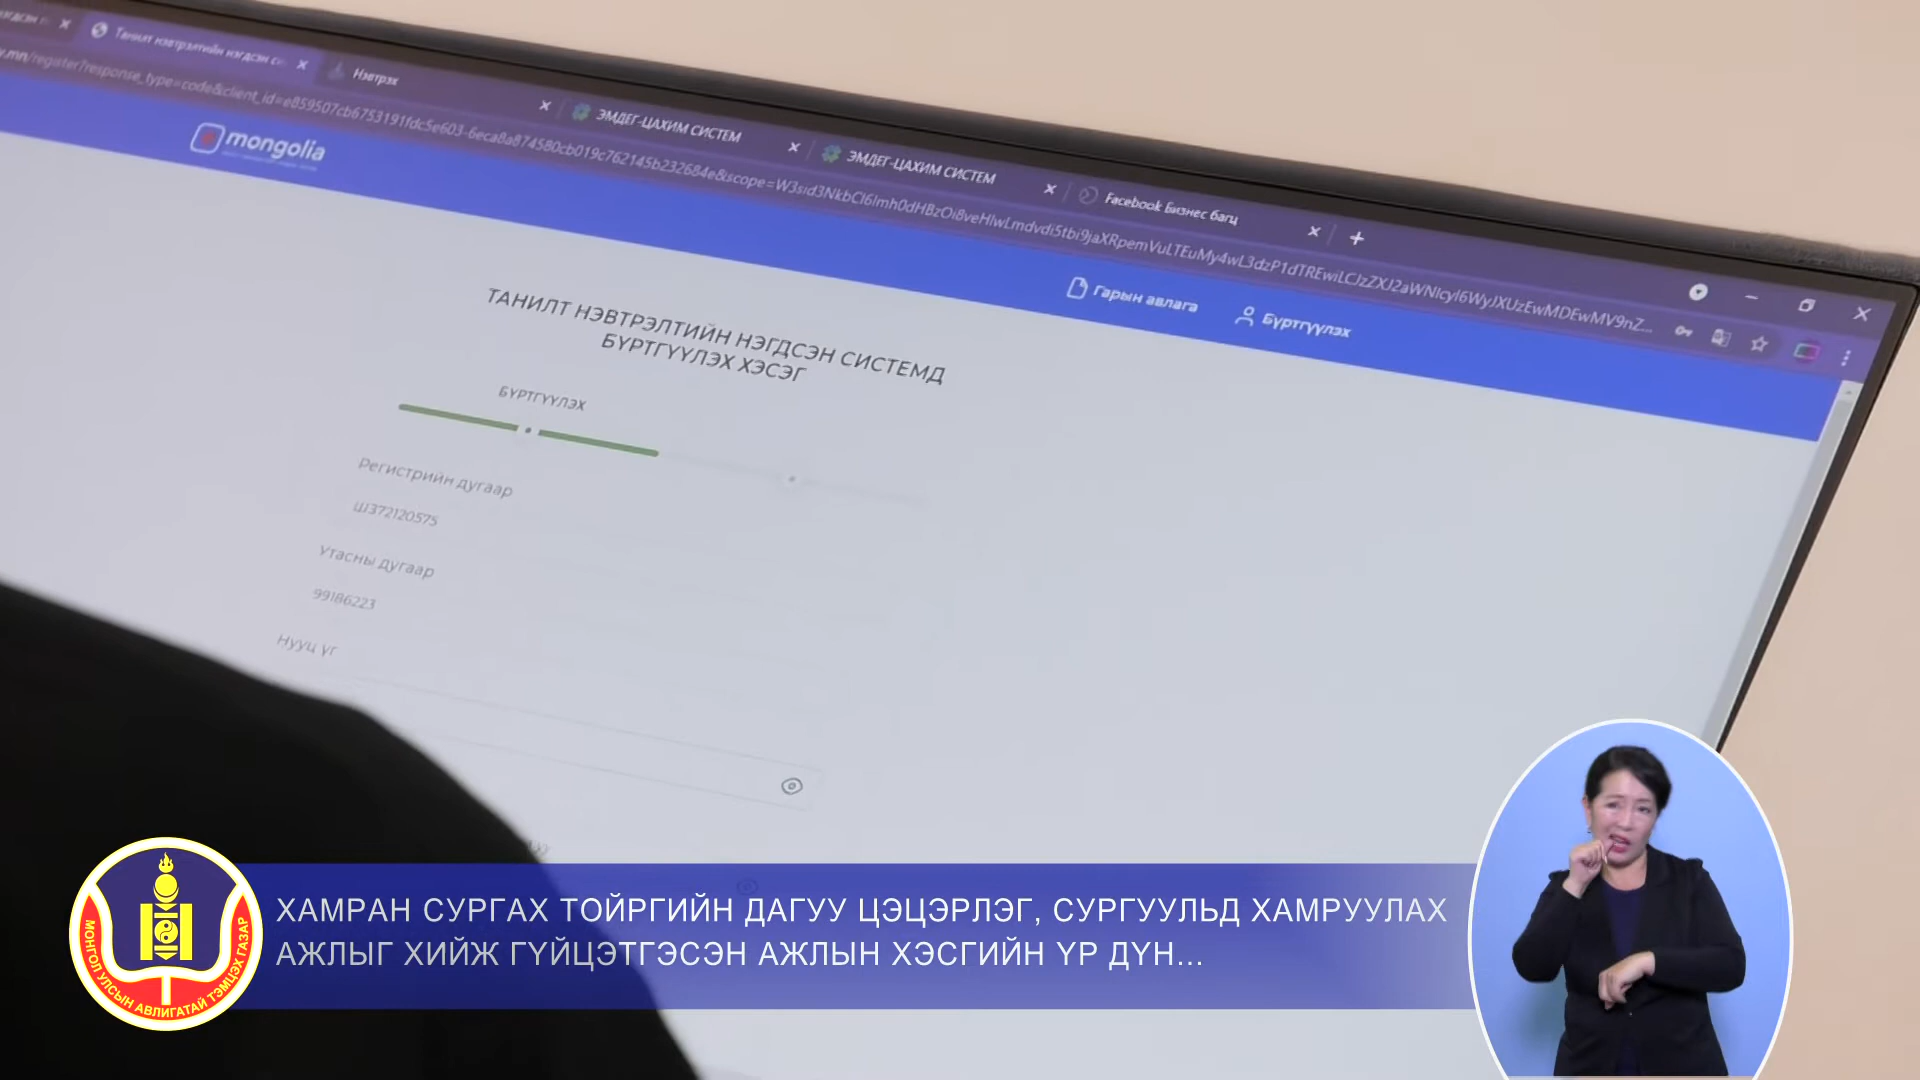 Танилт нэвтрэлтийн нэгдсэн си
Нэвтрэх
ЭМДЕГ-ЦАХИМ СИСТЕМ
ЭМДЕГ-ЦАХИМ СИСТЕМ
Facebook Бизнес багц
mongolia
Гарын авлага
Бүртгүүлэх
ТАНИЛТ НЭВТРЭЛТИЙН НЭГДСЭН СИСТЕМД
БҮРТГҮҮЛЭХ ХЭСЭГ
БҮРТГҮҮЛЭХ
Регистрийн дугаар
ШЗ72120575
Утасны дугаар
99186223
Нууц үг
ХАМРАН СУРГАХ ТОЙРГИЙН ДАГУУ ЦЭЦЭРЛЭГ, СУРГУУЛЬД ХАМРУУЛАХ
АЖЛЫГ ХИЙЖ ГҮЙЦЭТГЭСЭН АЖЛЫН ХЭСГИЙН ҮР ДҮН...
МОНГОЛ УЛСЫН АВЛИГАТАЙ ТЭМЦЭХ ГАЗАР